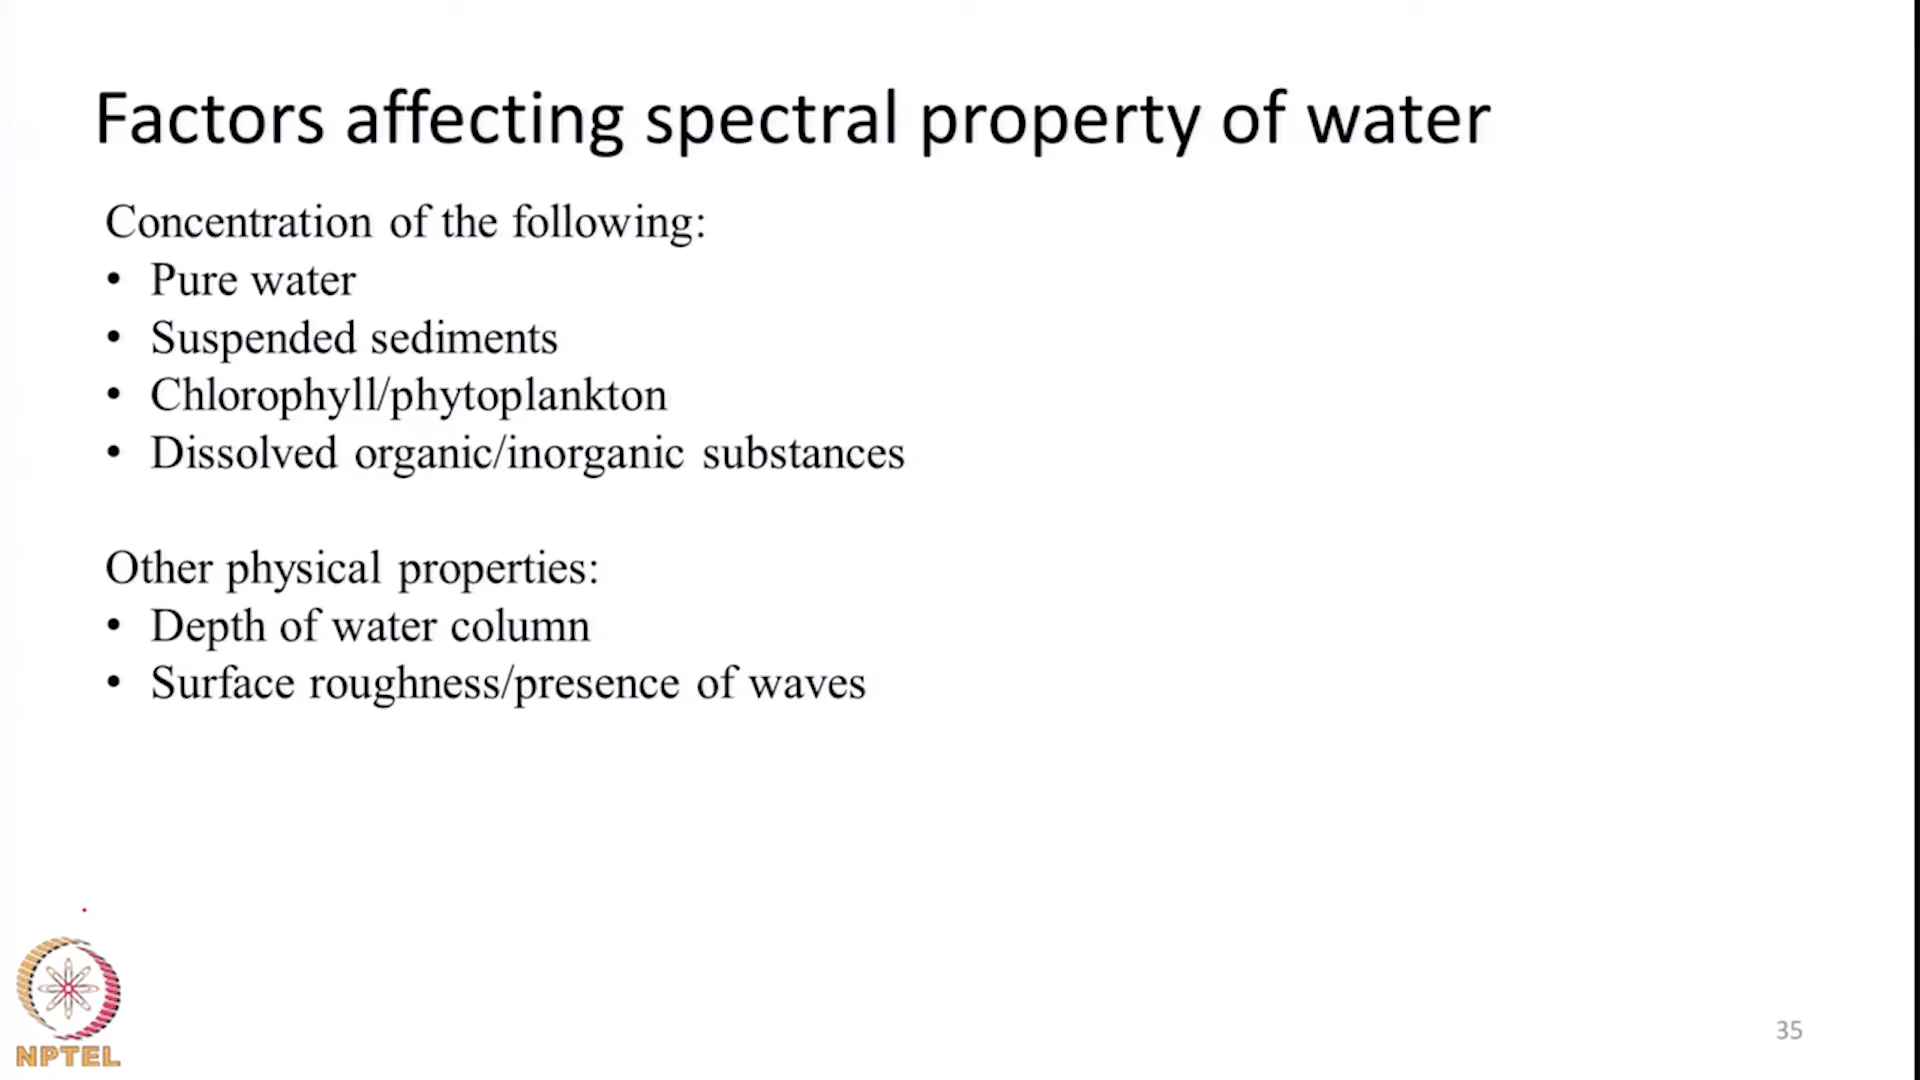 Factors affecting spectral property of water
Concentration of the following:
• Pure water
• Suspended sediments
• Chlorophyll/phytoplankton
• Dissolved organic/inorganic substances
Other physical properties:
• Depth of water column
• Surface roughness/presence of waves
NPTEL
35